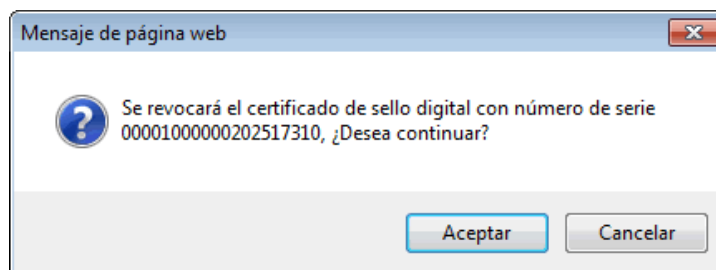 Mensaje de página web
Se revocará el certificado de sello digital con número de serie
00001000000202517310, ¿Desea continuar?
Aceptar
Cancelar